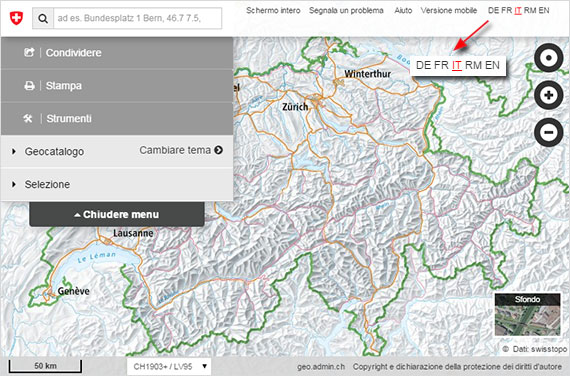 ad es. Bundesplatz 1 Bern, 46.7 7.5,
Schermo intero Segnala un problema Aiuto Versione mobile DE FR IT RM EN
DE FR IT RM EN
Condividere
Stampa
Strumenti
Geocatalogo Cambiare tema
Selezione
Chiudere menu
Winterthur
Zürich
Lausanne
Le Léman
Genève
Sfondo
© Dati: swisstopo
50 km
CH1903+ / LV95
geo.admin.ch Copyright e dichiarazione della protezione dei diritti d'autore